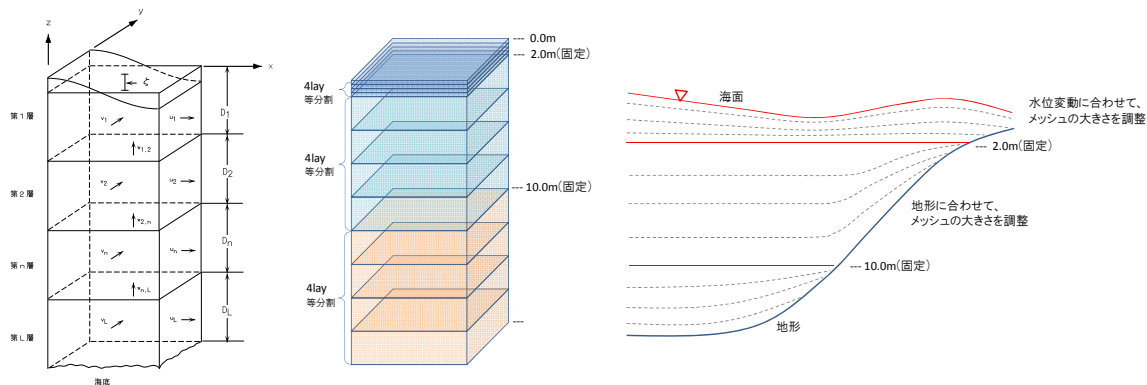 z
y
x
ζ
第1層
v1
u1
D1
v1,2
第2層
v2
u2
D2
v2,n
第n層
vn
un
Dn
vn,L
第L層
vL
uL
DL
海底
--- 0.0m
--- 2.0m(固定)
4lay
等分割
4lay
等分割
--- 10.0m(固定)
4lay
等分割
---
海面
水位変動に合わせて、
メッシュの大きさを調整
--- 2.0m(固定)
地形に合わせて、
メッシュの大きさを調整
--- 10.0m(固定)
地形